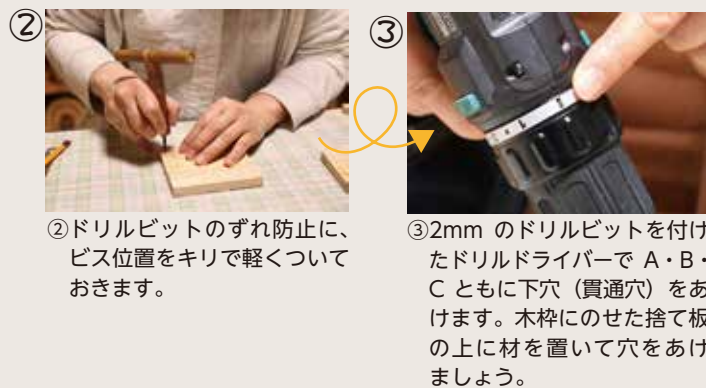 ②
②ドリルビットのずれ防止に、
ビス位置をキリで軽くついて
おきます。
③
③2mm のドリルビットを付け
たドリルドライバーで A・B・
C ともに下穴（貫通穴）をあ
けます。木枠にのせた捨て板
の上に材を置いて穴をあけ
ましょう。